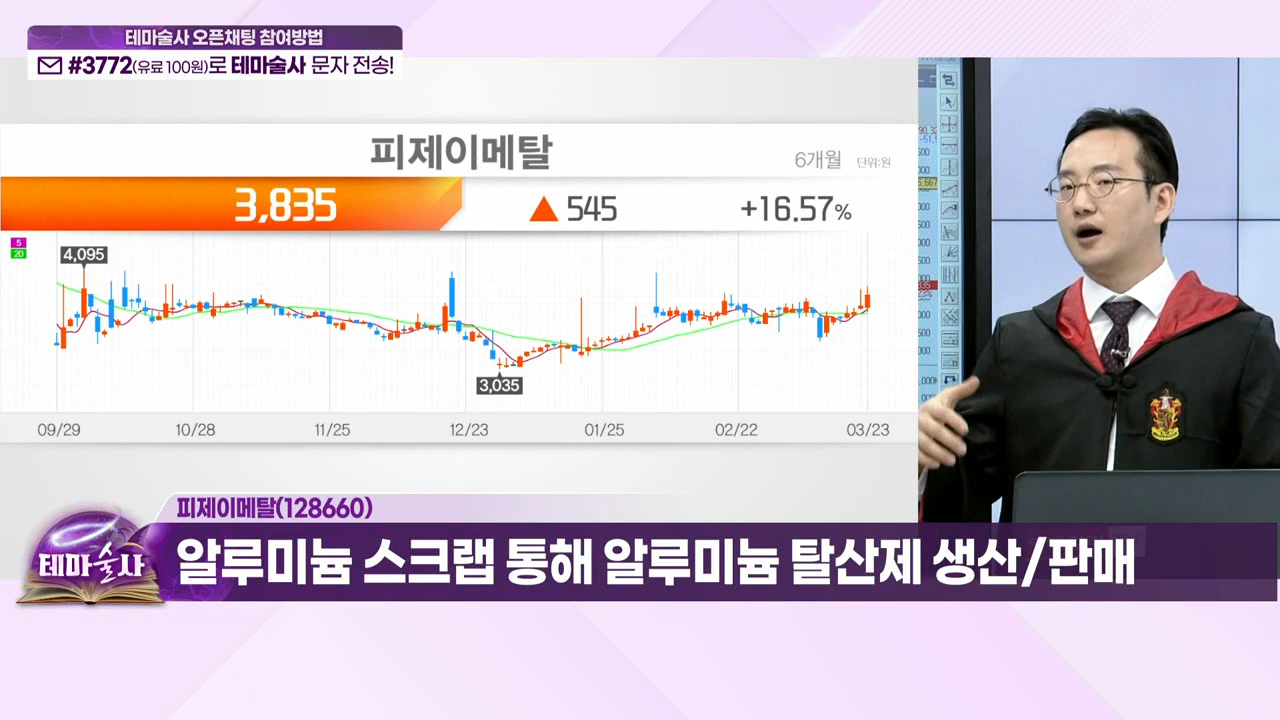 테마술사 오픈채팅 참여방법
#3772(유료 100원)로 테마술사 문자 전송!
피제이메탈
6개월 단위:원
3,835 ▲ 545 +16.57%
5
20
4,095
3,035
09/29 10/28 11/25 12/23 01/25 02/22 03/23
피제이메탈(128660)
테마술사
알루미늄 스크랩 통해 알루미늄 탈산제 생산/판매